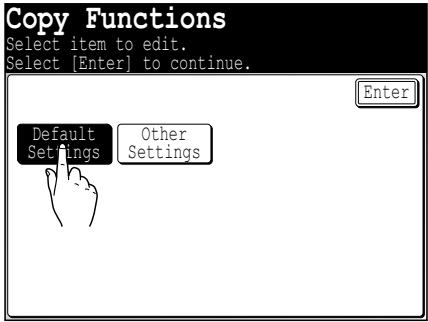 Copy Functions
Select item to edit.
Select [Enter] to continue.
Enter
Default
Settings
Other
Settings